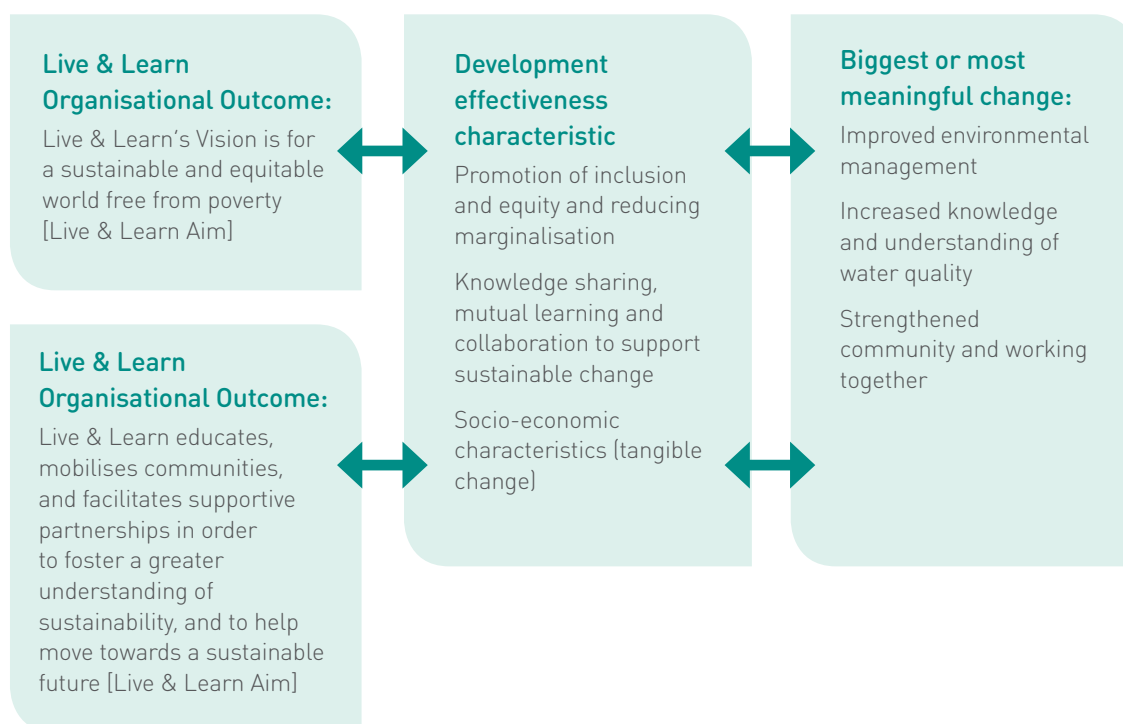 Live & Learn
Organisational Outcome:
Live & Learn’s Vision is for
a sustainable and equitable
world free from poverty
[Live & Learn Aim]
Live & Learn
Organisational Outcome:
Live & Learn educates,
mobilises communities,
and facilitates supportive
partnerships in order
to foster a greater
understanding of
sustainability, and to help
move towards a sustainable
future [Live & Learn Aim]
Development
effectiveness
characteristic
Promotion of inclusion
and equity and reducing
marginalisation
Knowledge sharing,
mutual learning and
collaboration to support
sustainable change
Socio-economic
characteristics (tangible
change)
Biggest or most
meaningful change:
Improved environmental
management
Increased knowledge
and understanding of
water quality
Strengthened
community and working
together